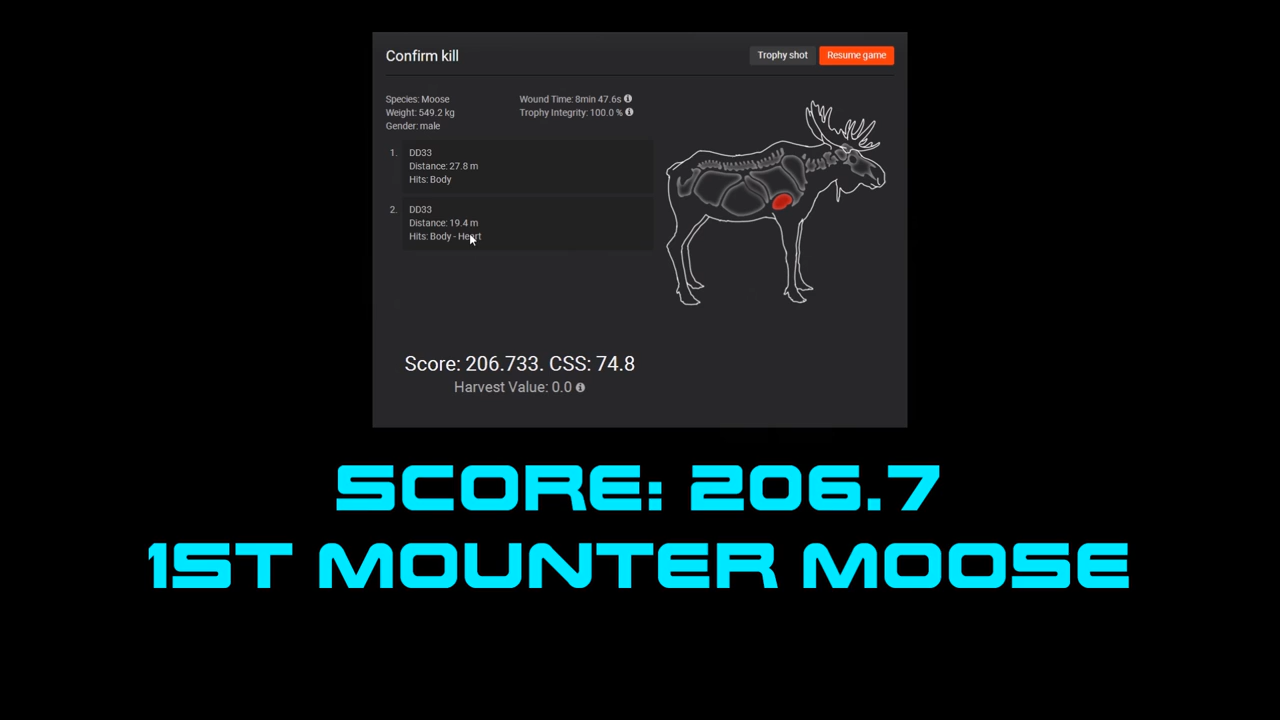 Confirm kill
Trophy shot
Resume game
Species: Moose
Weight: 549.2 kg
Gender: male
Wound Time: 8min 47.6s
Trophy Integrity: 100.0 %
1. DD33
Distance: 27.8 m
Hits: Body
2. DD33
Distance: 19.4 m
Hits: Body - Heart
Score: 206.733. CSS: 74.8
Harvest Value: 0.0
SCORE: 206.7
1ST MOUNTER MOOSE